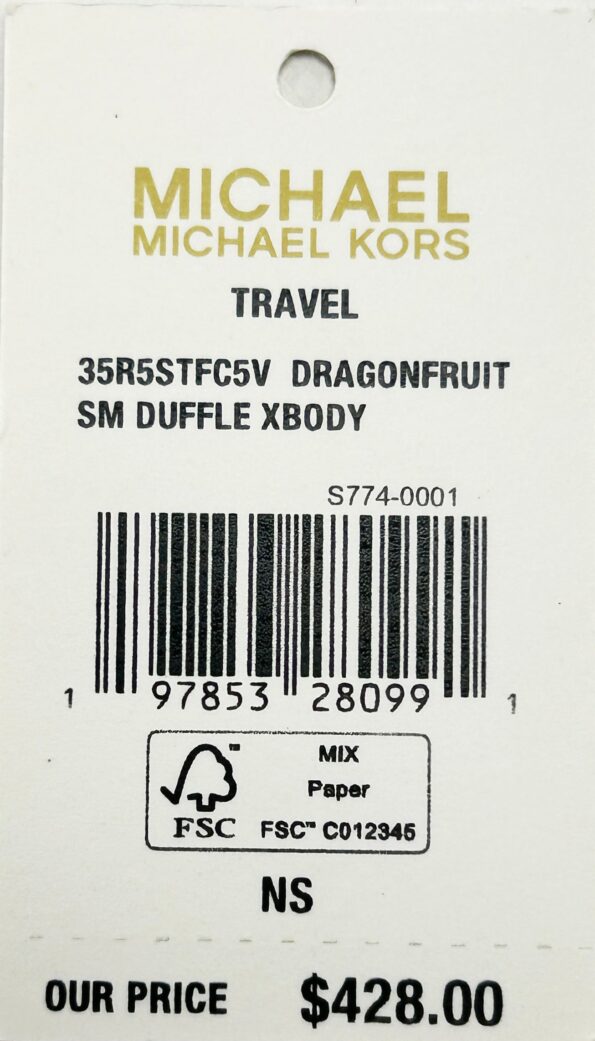 MICHAEL
MICHAEL KORS
TRAVEL
35R5STFC5V DRAGONFRUIT
SM DUFFLE XBODY
S774-0001
1 97853 28099 1
FSC™
MIX
Paper
FSC™ C012345
NS
OUR PRICE $428.00